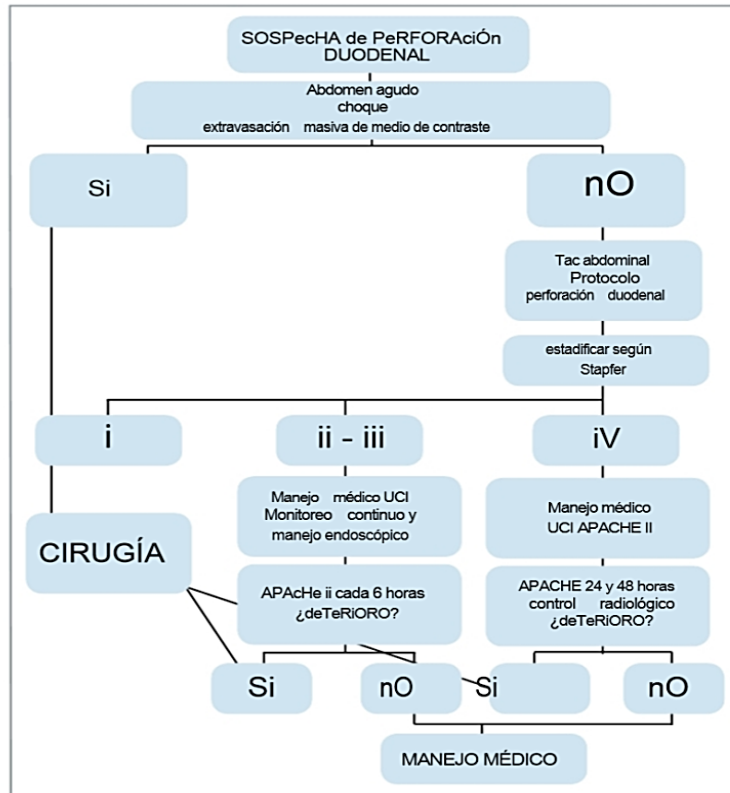 SOSPecHA de PeRFORAciÓn
DUODENAL
Abdomen agudo
choque
extravasación masiva de medio de contraste
Si
nO
Tac abdominal
Protocolo
perforación duodenal
estadificar según
Stapfer
i
ii - iii
iV
Manejo médico UCI
Monitoreo continuo y
manejo endoscópico
Manejo médico
UCI APACHE II
CIRUGÍA
APAcHe ii cada 6 horas
¿deTeRiORO?
APACHE 24 y 48 horas
control radiológico
¿deTeRiORO?
Si
nO
Si
nO
MANEJO MÉDICO